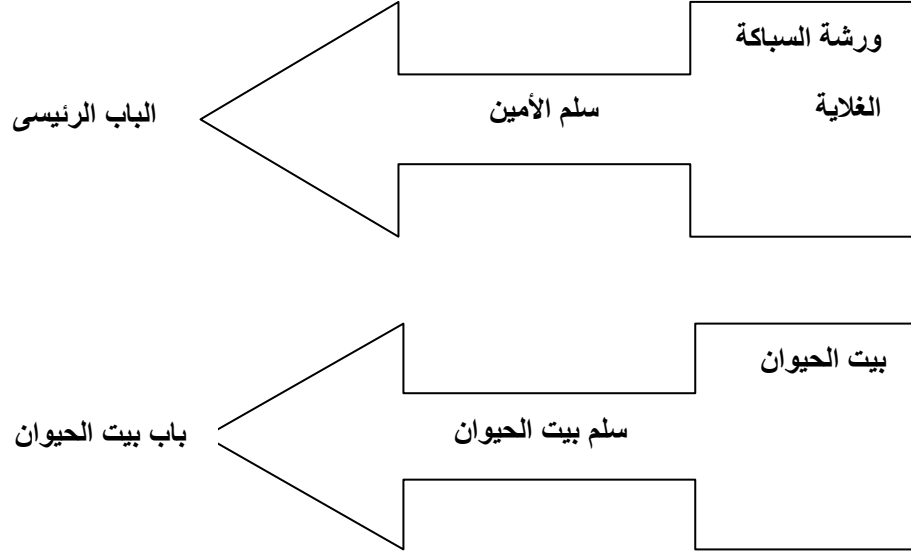 ورشة السباكة
الغلاية
سلم الأمين
الباب الرئيسى
بيت الحيوان
سلم بيت الحيوان
باب بيت الحيوان